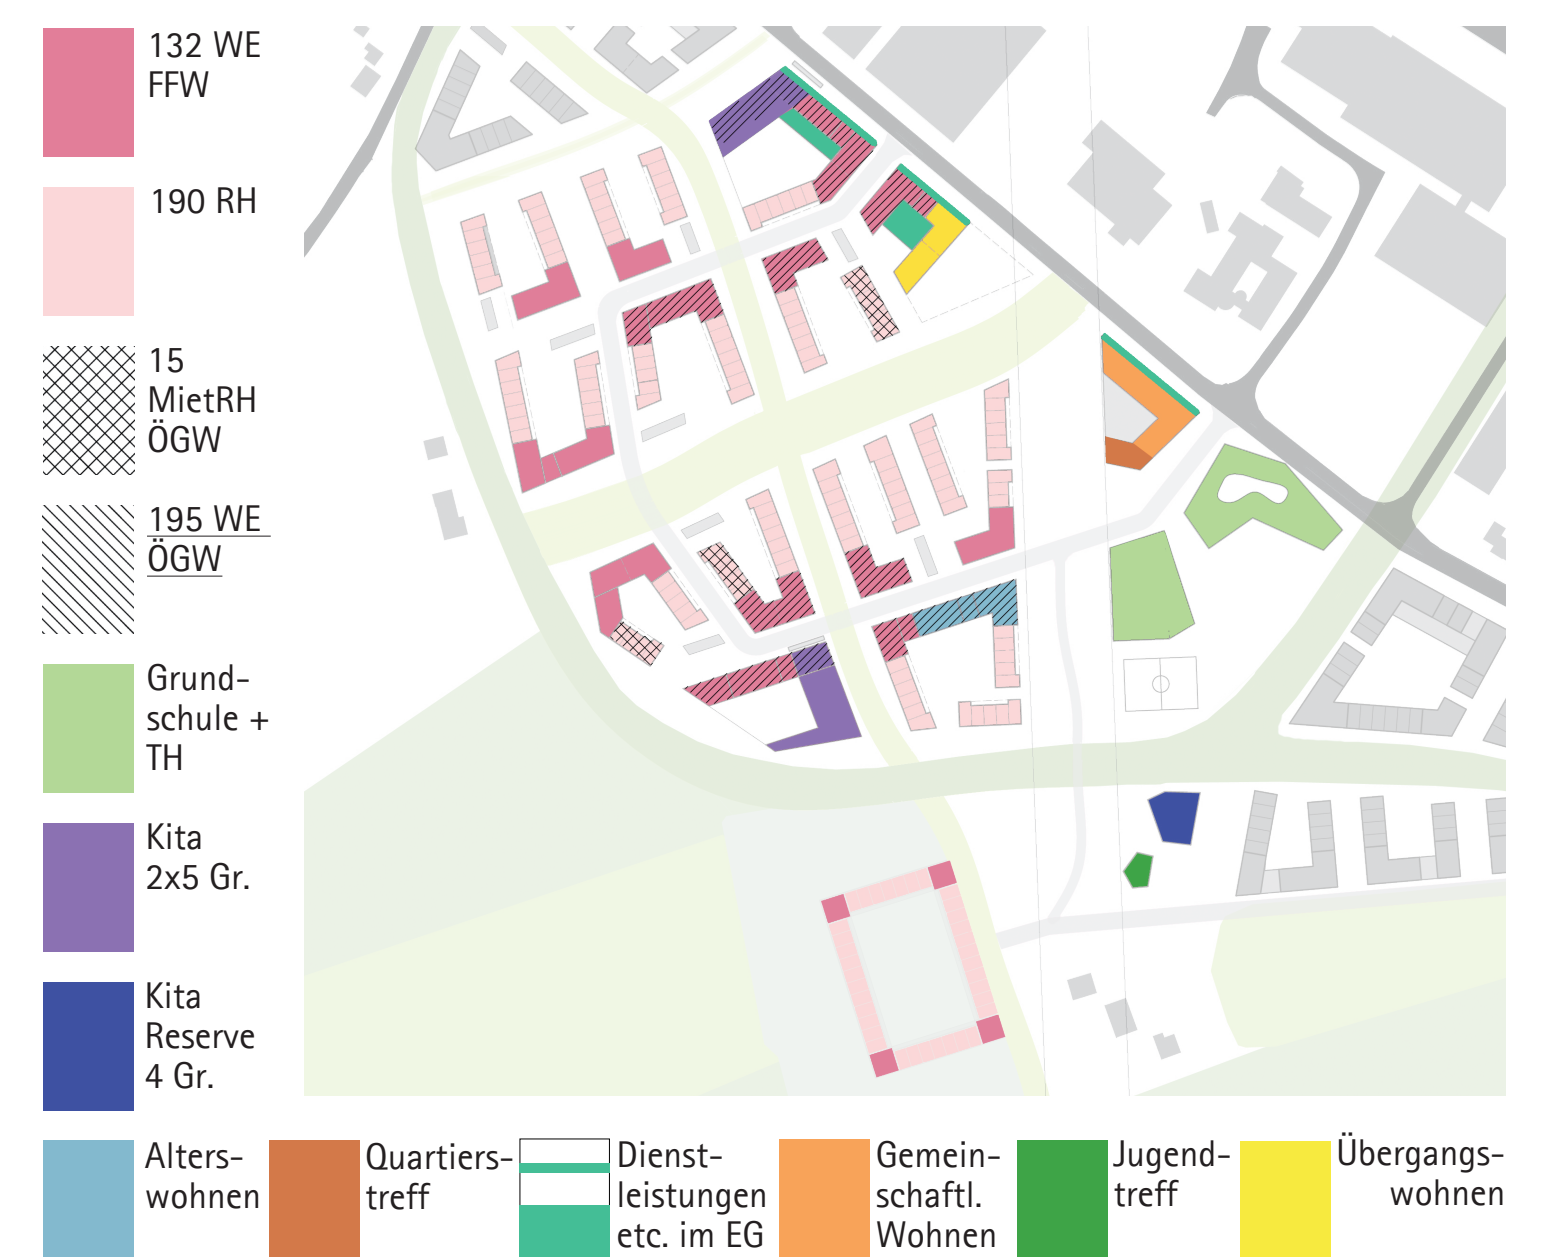 132 WE
FFW
190 RH
15
MietRH
ÖGW
195 WE
ÖGW
Grund-
schule +
TH
Kita
2x5 Gr.
Kita
Reserve
4 Gr.
Alters-
wohnen
Quartiers-
treff
Dienst-
leistungen
etc. im EG
Gemein-
schaftl.
Wohnen
Jugend-
treff
Übergangs-
wohnen